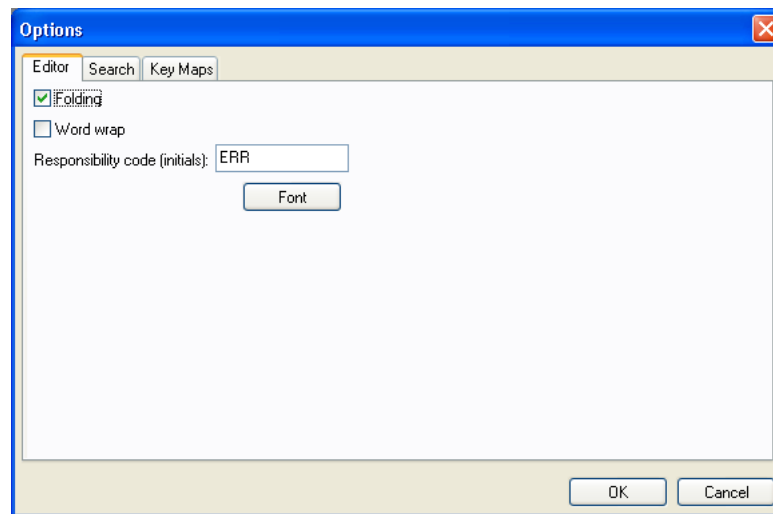 Options
Editor Search Key Maps
Folding
Word wrap
Responsibility code (initials): ERR
Font
OK Cancel